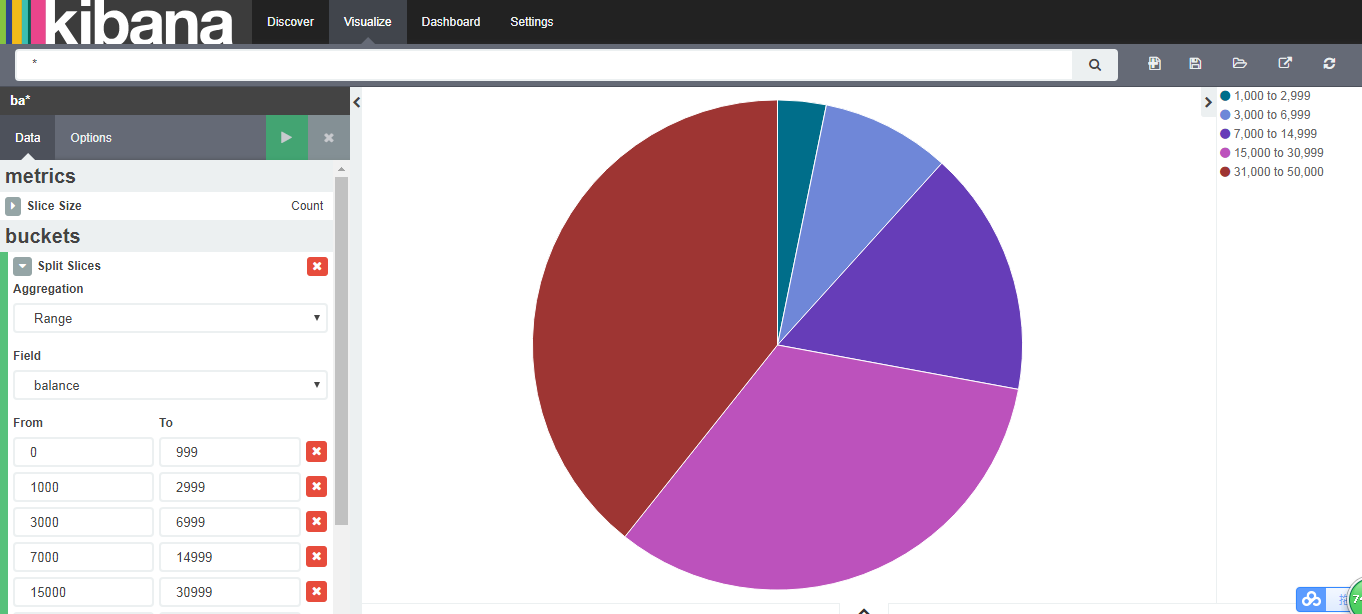 kibana Discover Visualize Dashboard Settings
*
ba*
Data Options
metrics
Slice Size Count
buckets
Split Slices
Aggregation
Range
Field
balance
From To
0 999
1000 2999
3000 6999
7000 14999
15000 30999
1,000 to 2,999
3,000 to 6,999
7,000 to 14,999
15,000 to 30,999
31,000 to 50,000